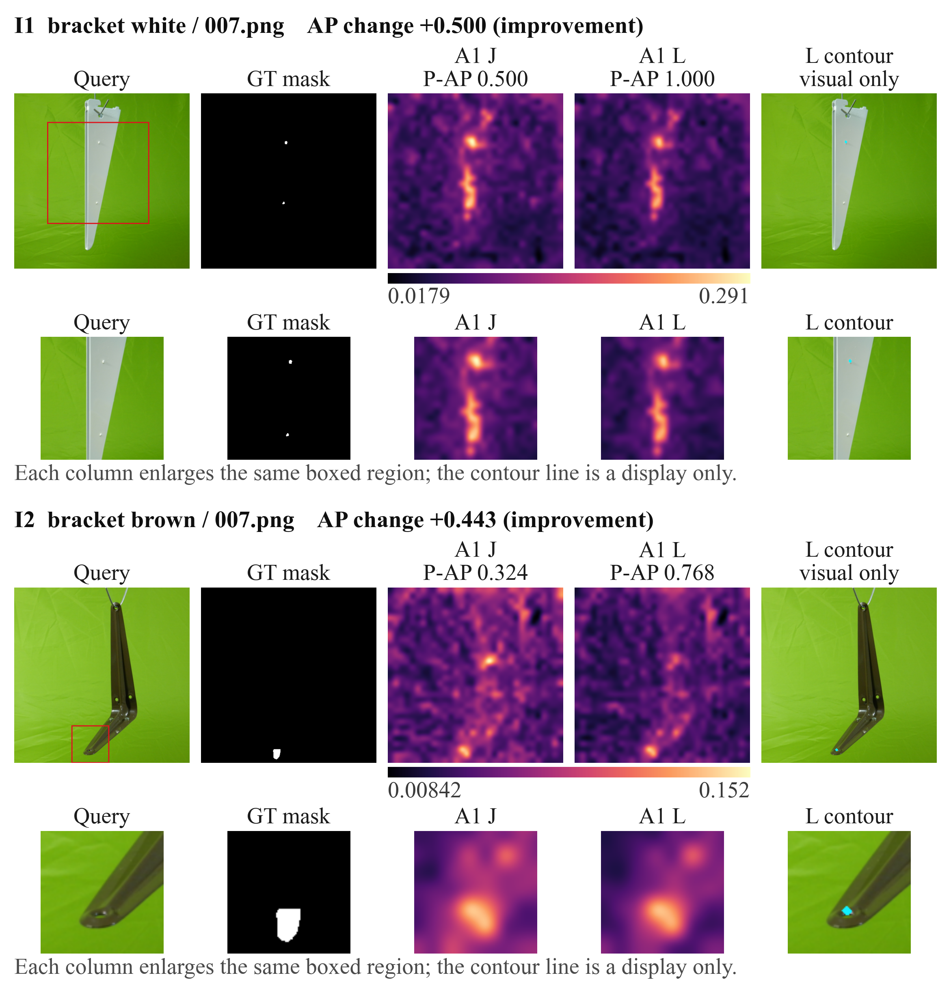 I1 bracket white / 007.png AP change +0.500 (improvement)
A1 J A1 L L contour
Query GT mask P-AP 0.500 P-AP 1.000 visual only
0.0179 0.291
Query GT mask A1 J A1 L L contour
Each column enlarges the same boxed region; the contour line is a display only.
I2 bracket brown / 007.png AP change +0.443 (improvement)
A1 J A1 L L contour
Query GT mask P-AP 0.324 P-AP 0.768 visual only
0.00842 0.152
Query GT mask A1 J A1 L L contour
Each column enlarges the same boxed region; the contour line is a display only.